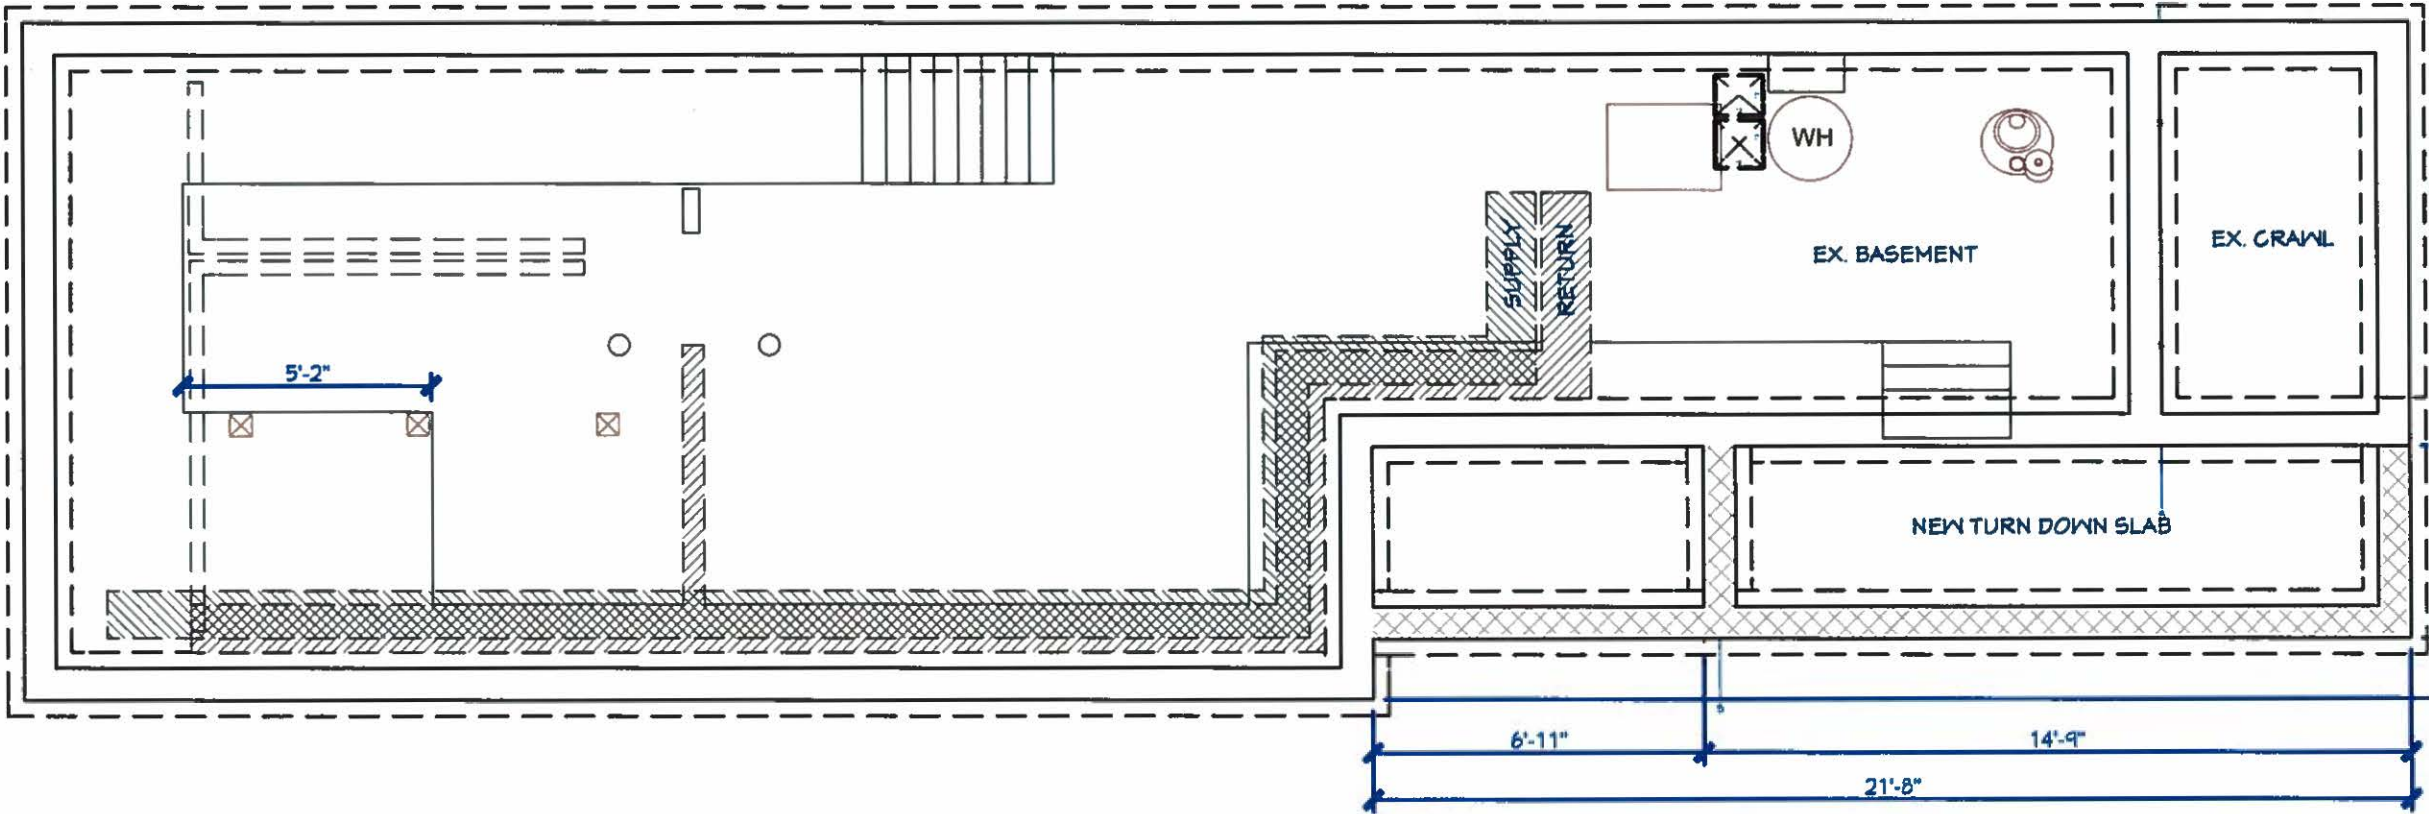 WH
SUPPLY
RETURN
EX. BASEMENT
EX. CRAWL
5'-2"
NEW TURN DOWN SLAB
6'-11"
14'-9"
21'-8"